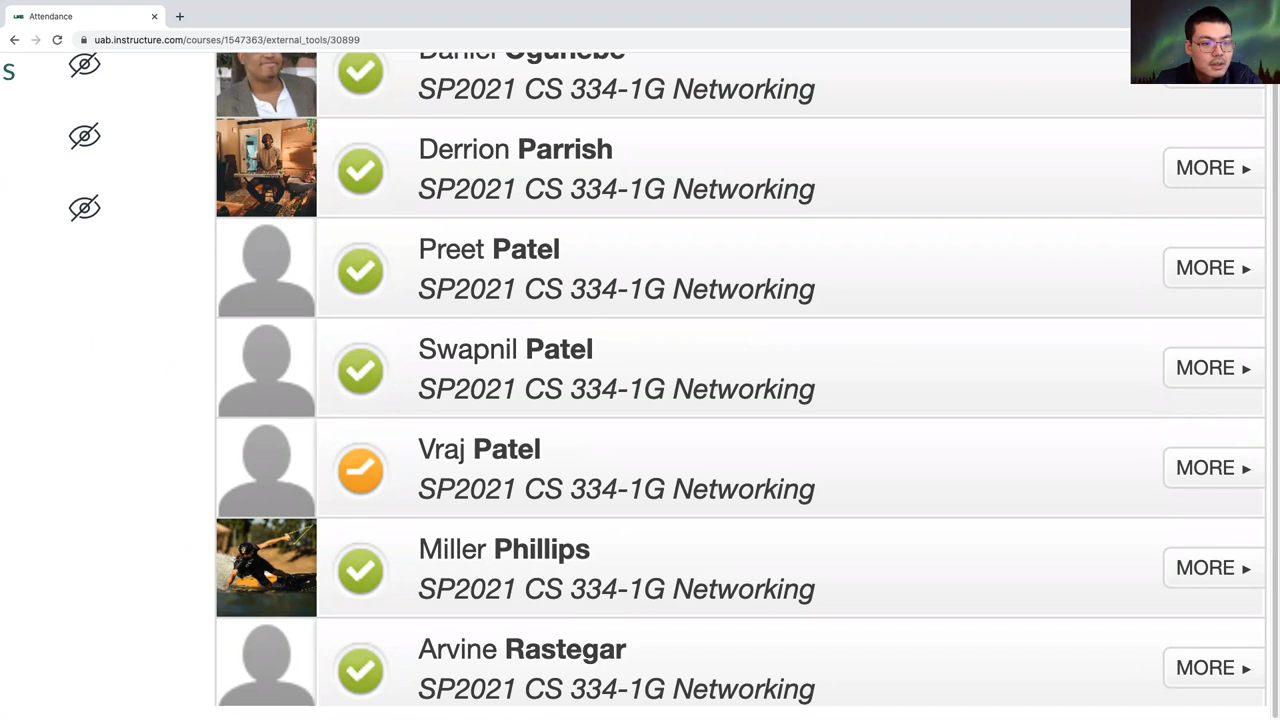 Attendance
uab.instructure.com/courses/1547363/external_tools/30899
S
Daniel Ogunebe
SP2021 CS 334-1G Networking
Derrion Parrish
SP2021 CS 334-1G Networking
MORE ▸
Preet Patel
SP2021 CS 334-1G Networking
MORE ▸
Swapnil Patel
SP2021 CS 334-1G Networking
MORE ▸
Vraj Patel
SP2021 CS 334-1G Networking
MORE ▸
Miller Phillips
SP2021 CS 334-1G Networking
MORE ▸
Arvine Rastegar
SP2021 CS 334-1G Networking
MORE ▸